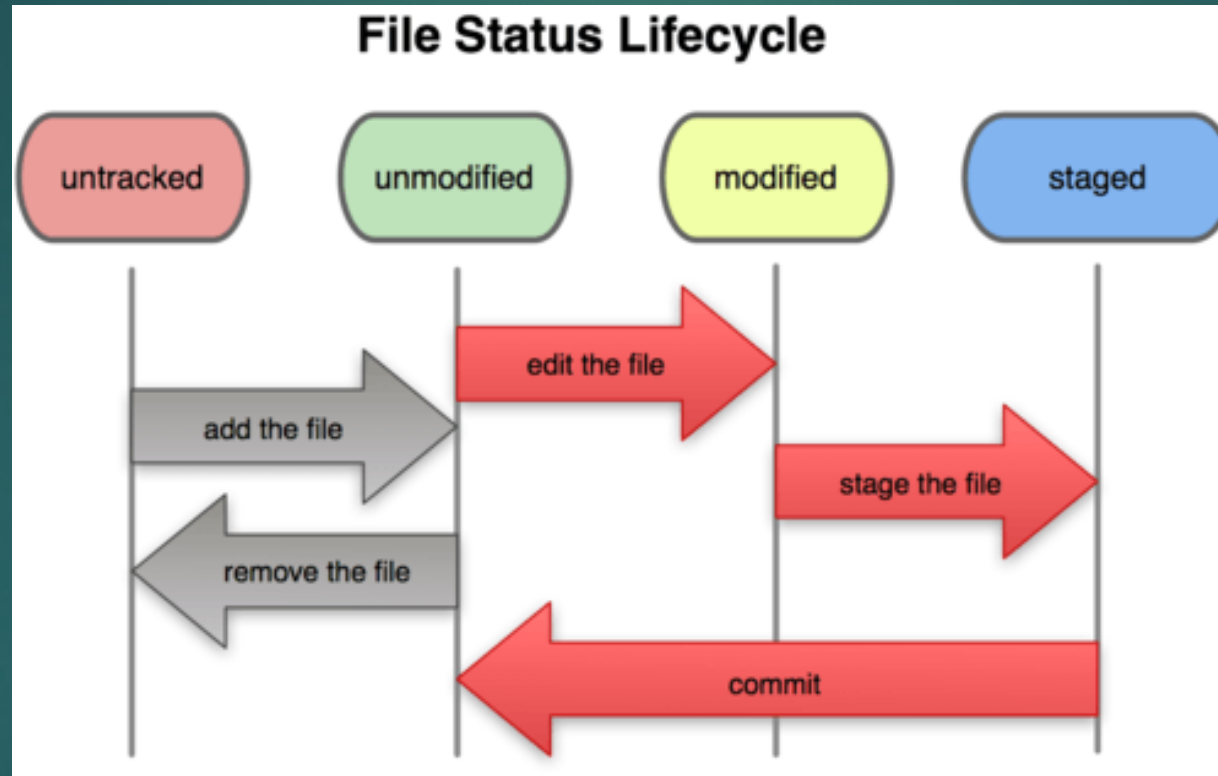 File Status Lifecycle
untracked
unmodified
modified
staged
edit the file
add the file
stage the file
remove the file
commit